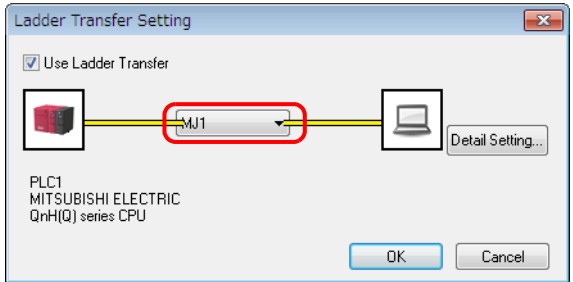 Ladder Transfer Setting
Use Ladder Transfer
MJ1
Detail Setting...
PLC1
MITSUBISHI ELECTRIC
QnH(Q) series CPU
OK
Cancel